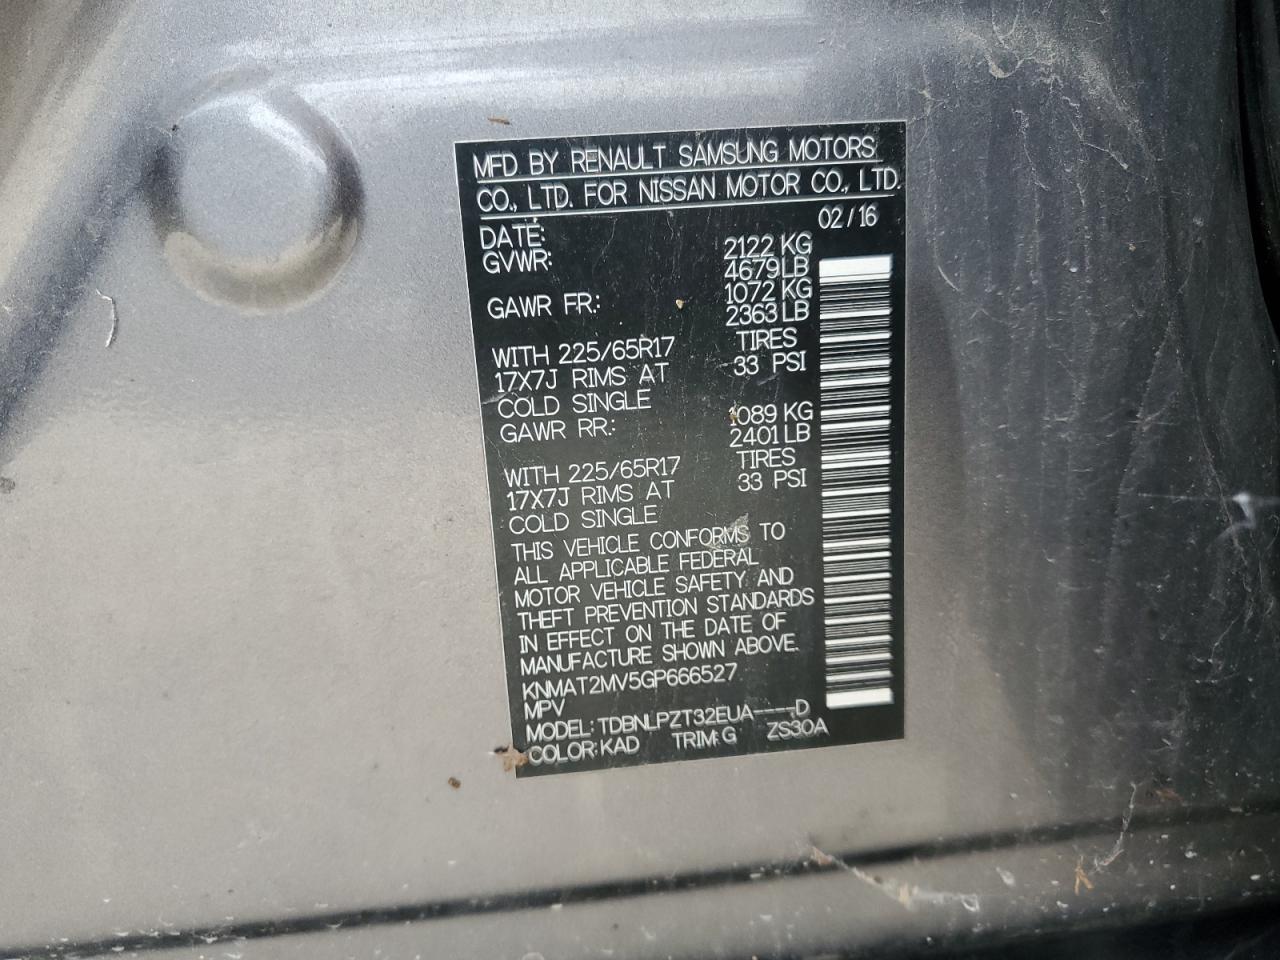 MFD BY RENAULT SAMSUNG MOTORS
CO., LTD. FOR NISSAN MOTOR CO., LTD.
DATE: 02/16
GVWR: 2122 KG
4679 LB
GAWR FR.: 1072 KG
2363 LB
WITH 225/65R17 TIRES
17X7J RIMS AT 33 PSI
COLD SINGLE
GAWR RR.: 1089 KG
2401 LB
WITH 225/65R17 TIRES
17X7J RIMS AT 33 PSI
COLD SINGLE
THIS VEHICLE CONFORMS TO
ALL APPLICABLE FEDERAL
MOTOR VEHICLE SAFETY AND
THEFT PREVENTION STANDARDS
IN EFFECT ON THE DATE OF
MANUFACTURE SHOWN ABOVE.
KNMAT2MV5GP666527
MPV
MODEL: TDBNLPZT32EUA----D
COLOR: KAD TRIM: G ZS30A